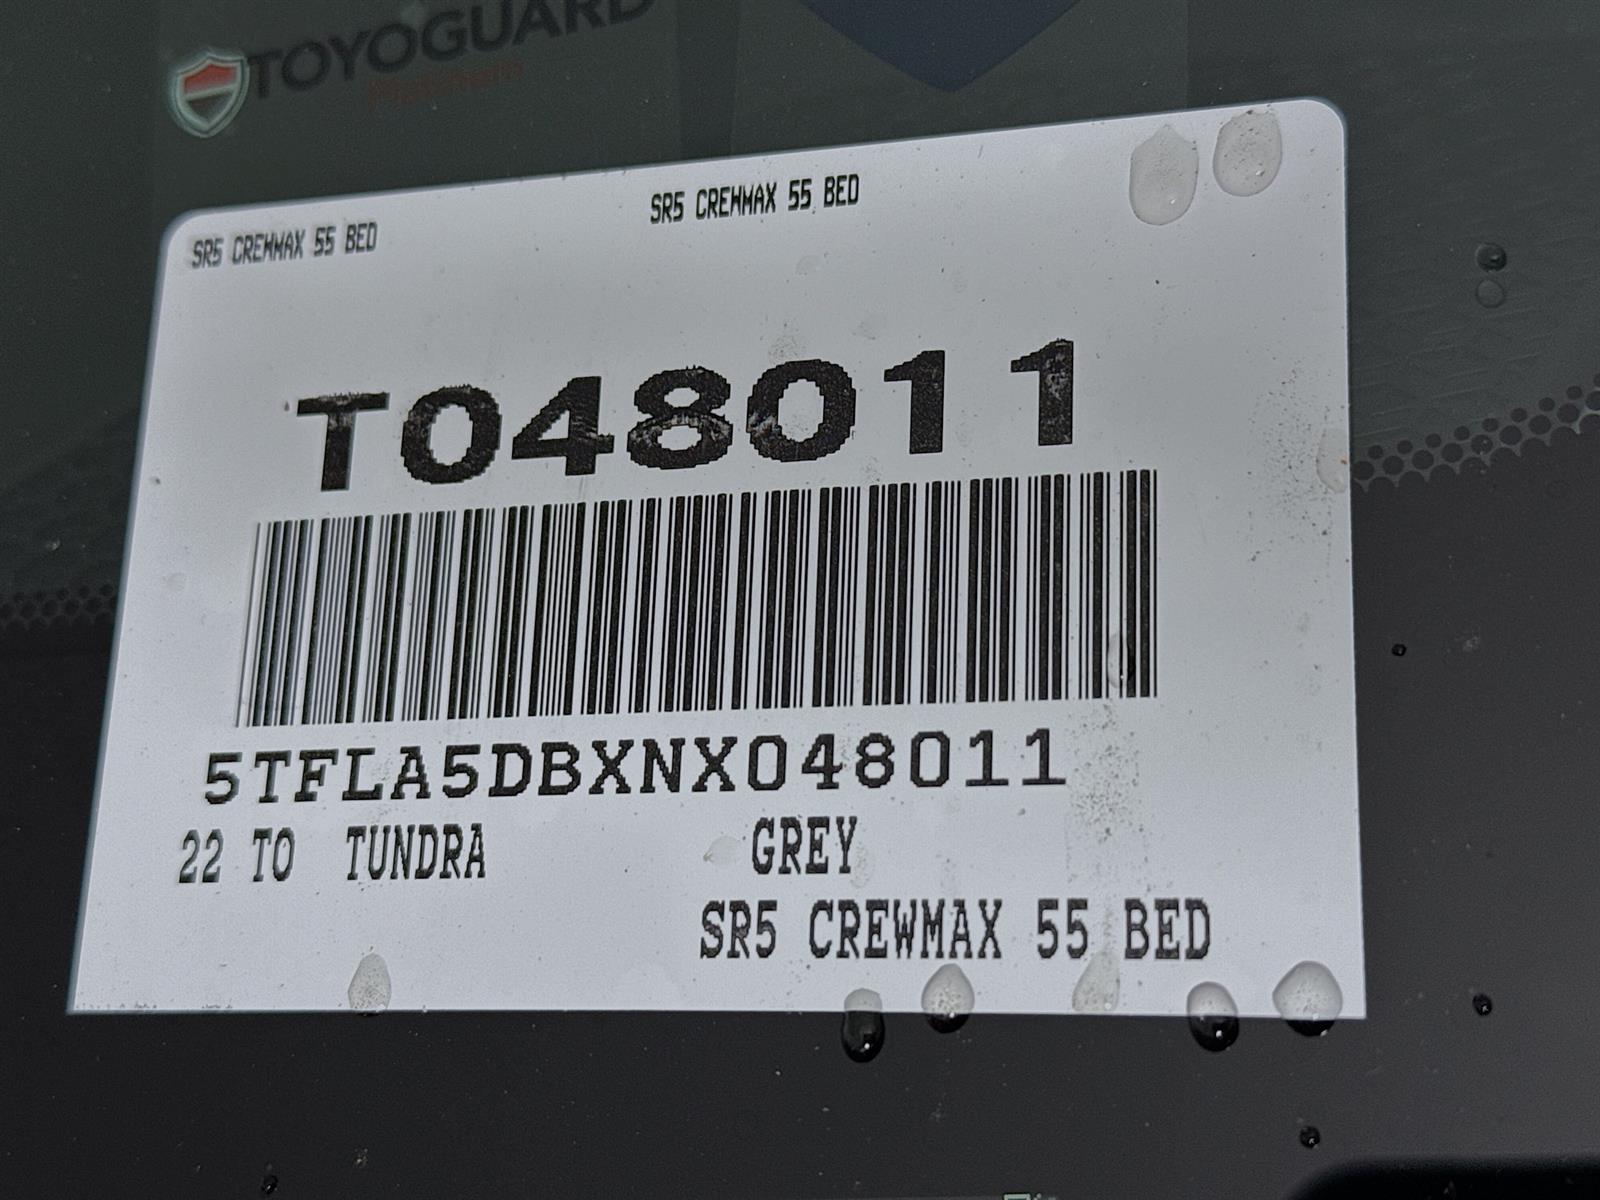 TOYOGUARD
Platinum
SR5 CREWMAX 55 BED
SR5 CREWMAX 55 BED
T048011
5TFLA5DBXNX048011
22 TO TUNDRA GREY
SR5 CREWMAX 55 BED